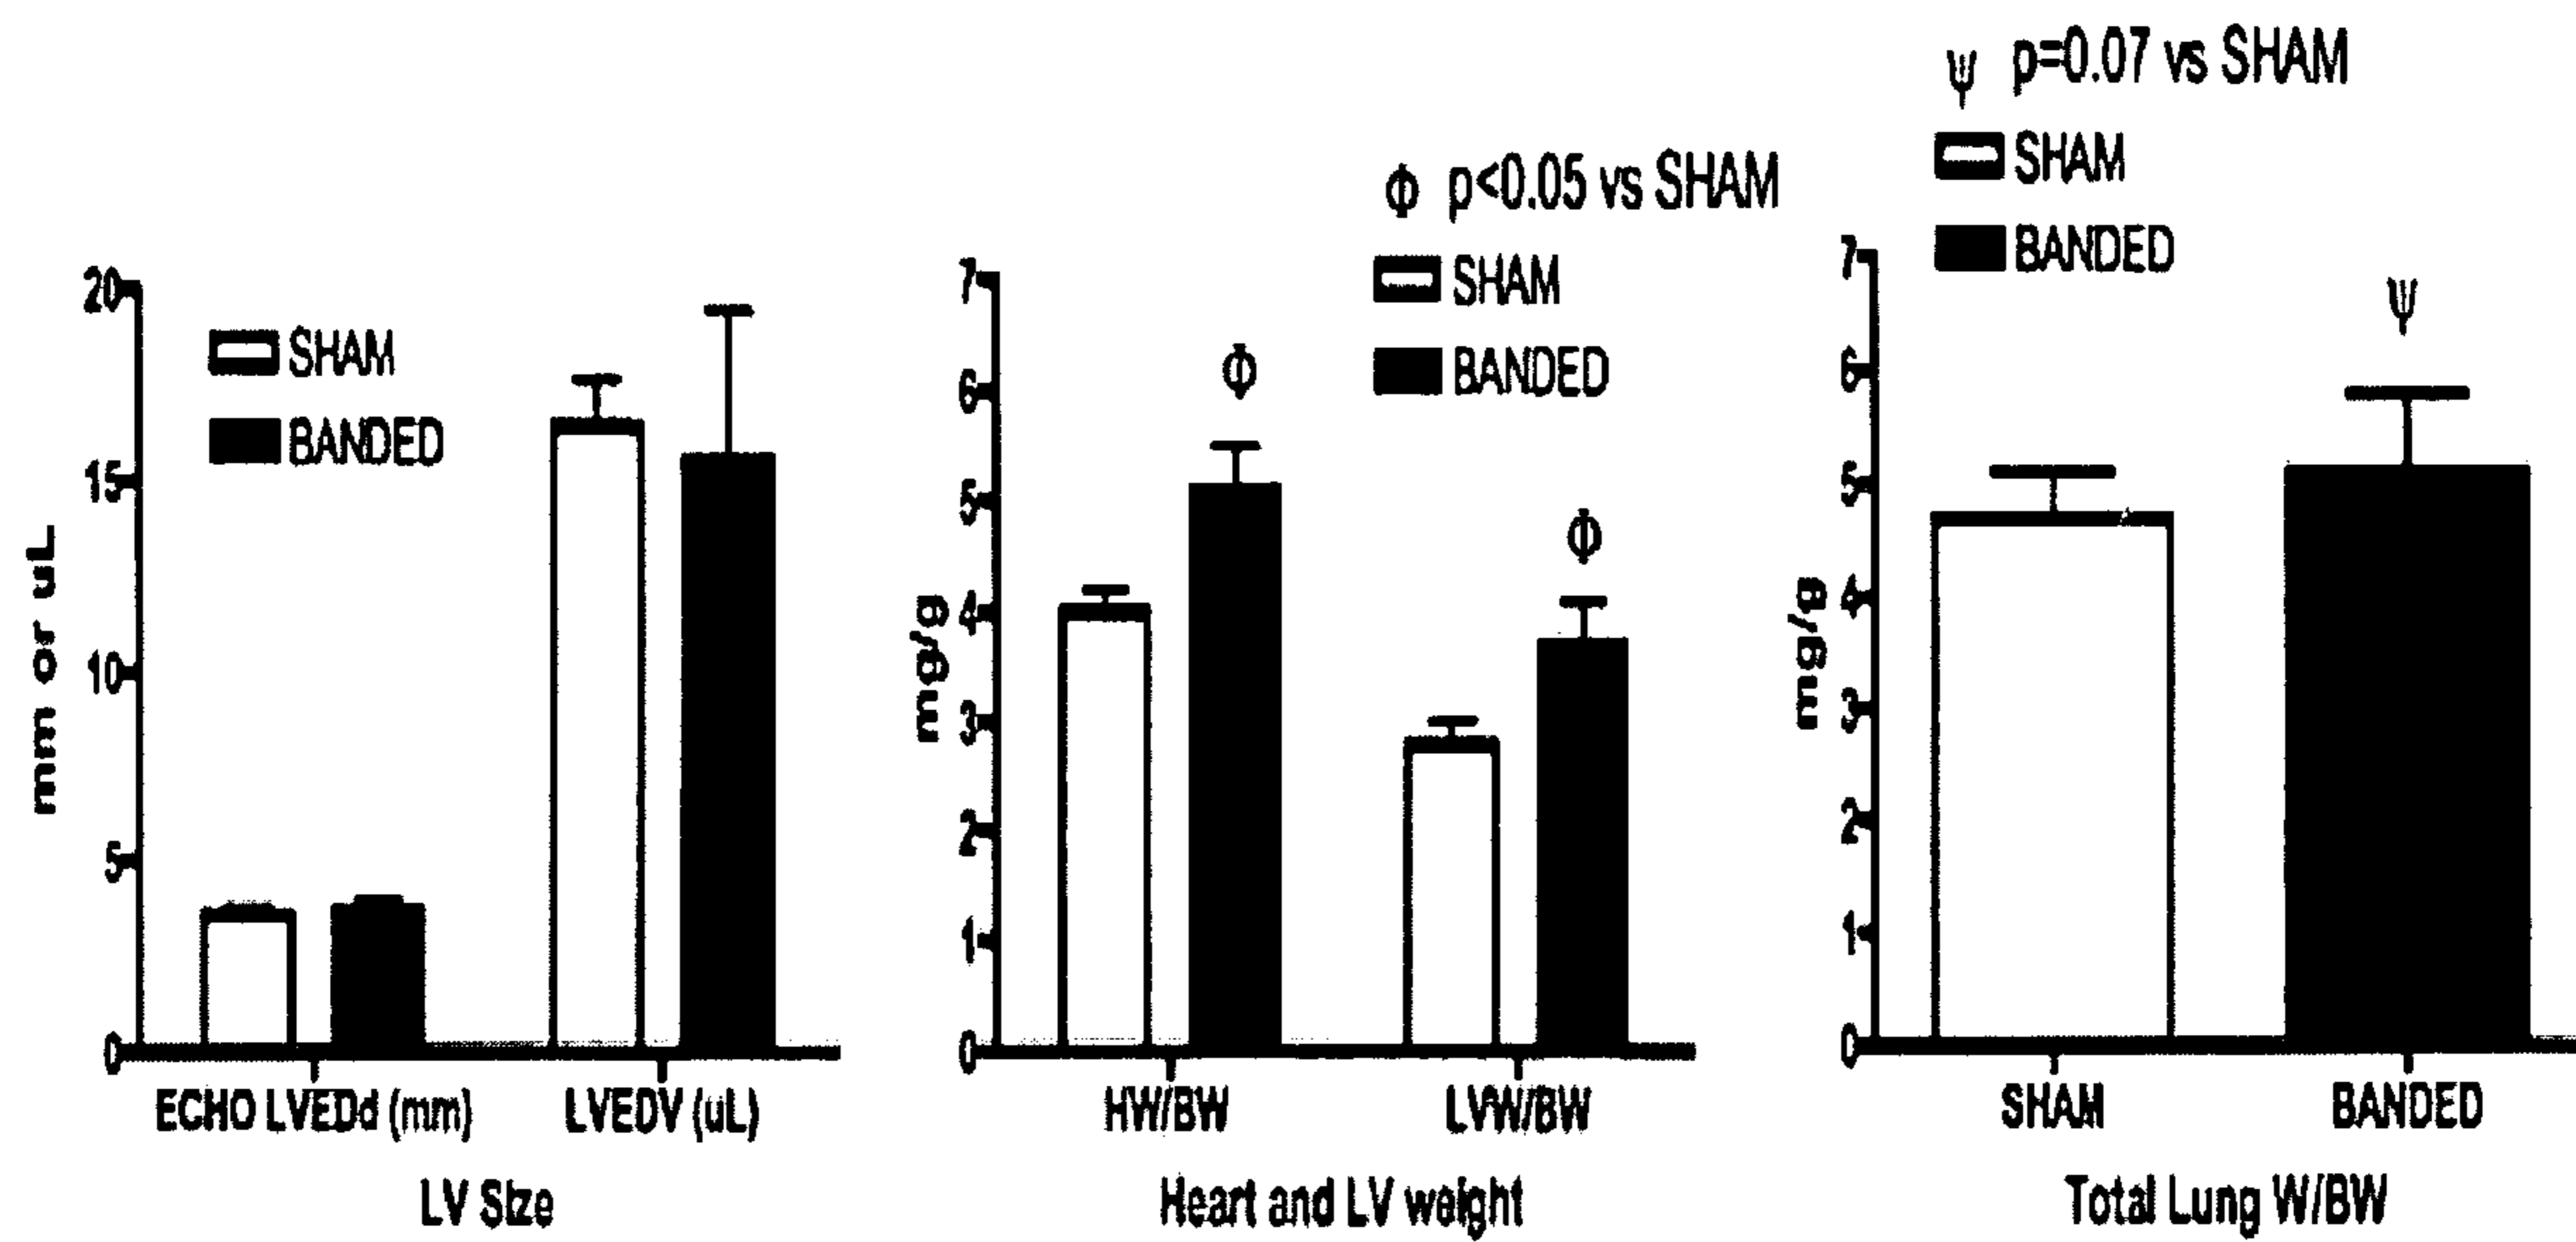 20
15
10
5
0
mm or uL
SHAM
BANDED
ECHO LVEDd (mm)
LVEDV (uL)
LV Size
Φ p<0.05 vs SHAM
SHAM
BANDED
7
6
5
4
3
2
1
0
mg/g
Φ
Φ
HW/BW
LVW/BW
Heart and LV weight
Ψ p=0.07 vs SHAM
SHAM
BANDED
7
6
5
4
3
2
1
0
mg/g
Ψ
SHAM
BANDED
Total Lung W/BW